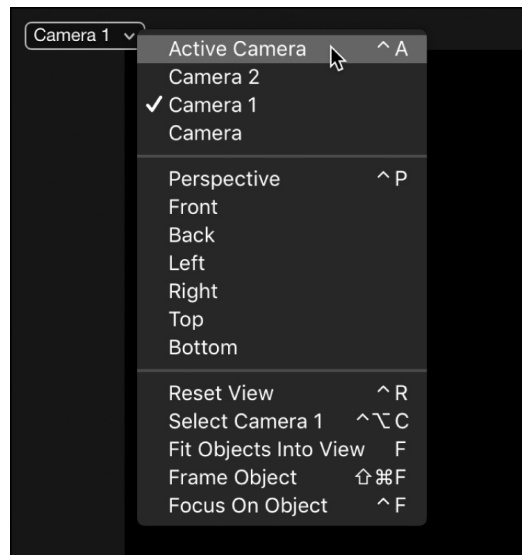 Camera 1
Active Camera ^ A
Camera 2
✓ Camera 1
Camera
Perspective ^ P
Front
Back
Left
Right
Top
Bottom
Reset View ^ R
Select Camera 1 ^⌥ C
Fit Objects Into View F
Frame Object ⇧⌘F
Focus On Object ^ F